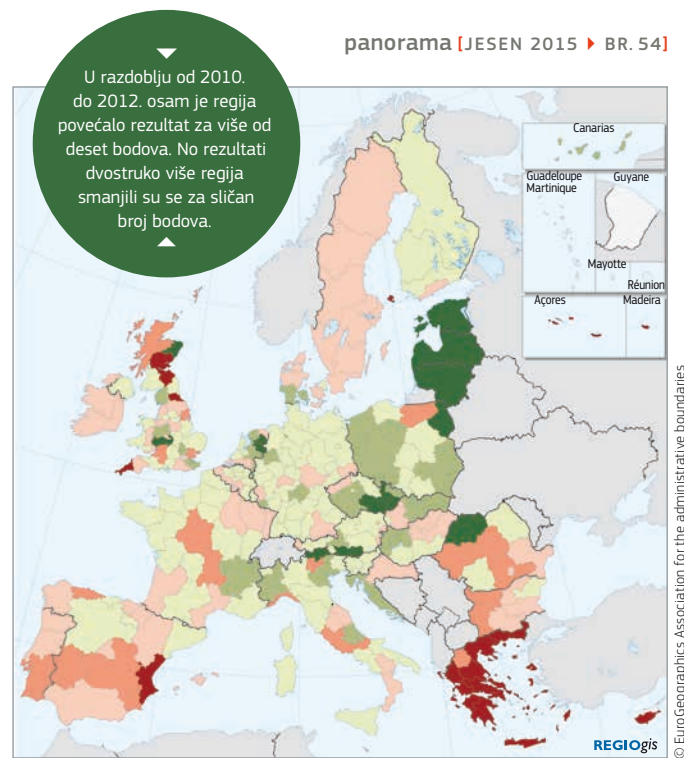 panorama [JESEN 2015 ▸ BR. 54]
U razdoblju od 2010.
do 2012. osam je regija
povećalo rezultat za više od
deset bodova. No rezultati
dvostruko više regija
smanjili su se za sličan
broj bodova.
Canarias
Guadeloupe
Martinique
Guyane
Mayotte
Réunion
Açores
Madeira
REGIOgis
© EuroGeographics Association for the administrative boundaries